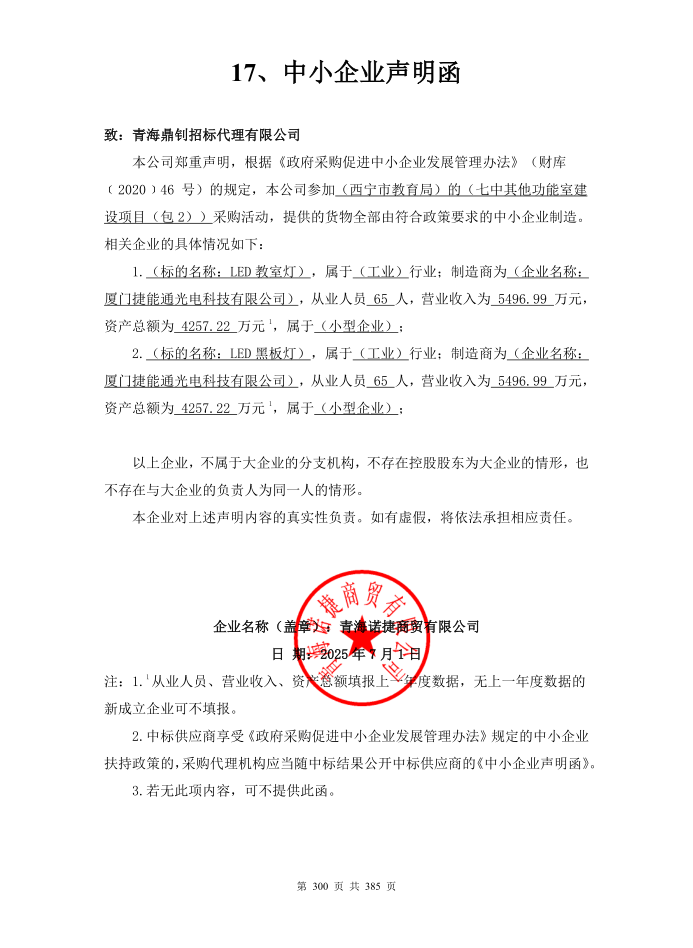 17、中小企业声明函
致：青海鼎钊招标代理有限公司
本公司郑重声明，根据《政府采购促进中小企业发展管理办法》（财库
﹝2020﹞46 号）的规定，本公司参加（西宁市教育局）的（七中其他功能室建
设项目（包 2））采购活动，提供的货物全部由符合政策要求的中小企业制造。
相关企业的具体情况如下：
1.（标的名称：LED 教室灯），属于（工业）行业；制造商为（企业名称：
厦门捷能通光电科技有限公司），从业人员 65 人，营业收入为 5496.99 万元，
资产总额为 4257.22 万元¹，属于（小型企业）；
2.（标的名称：LED 黑板灯），属于（工业）行业；制造商为（企业名称：
厦门捷能通光电科技有限公司），从业人员 65 人，营业收入为 5496.99 万元，
资产总额为 4257.22 万元¹，属于（小型企业）；
以上企业，不属于大企业的分支机构，不存在控股股东为大企业的情形，也
不存在与大企业的负责人为同一人的情形。
本企业对上述声明内容的真实性负责。如有虚假，将依法承担相应责任。
青海诺捷商贸有限公司
企业名称（盖章）：青海诺捷商贸有限公司
日 期：2025 年 7 月 1 日
注：1.¹从业人员、营业收入、资产总额填报上一年度数据，无上一年度数据的
新成立企业可不填报。
2.中标供应商享受《政府采购促进中小企业发展管理办法》规定的中小企业
扶持政策的，采购代理机构应当随中标结果公开中标供应商的《中小企业声明函》。
3.若无此项内容，可不提供此函。
第 300 页 共 385 页